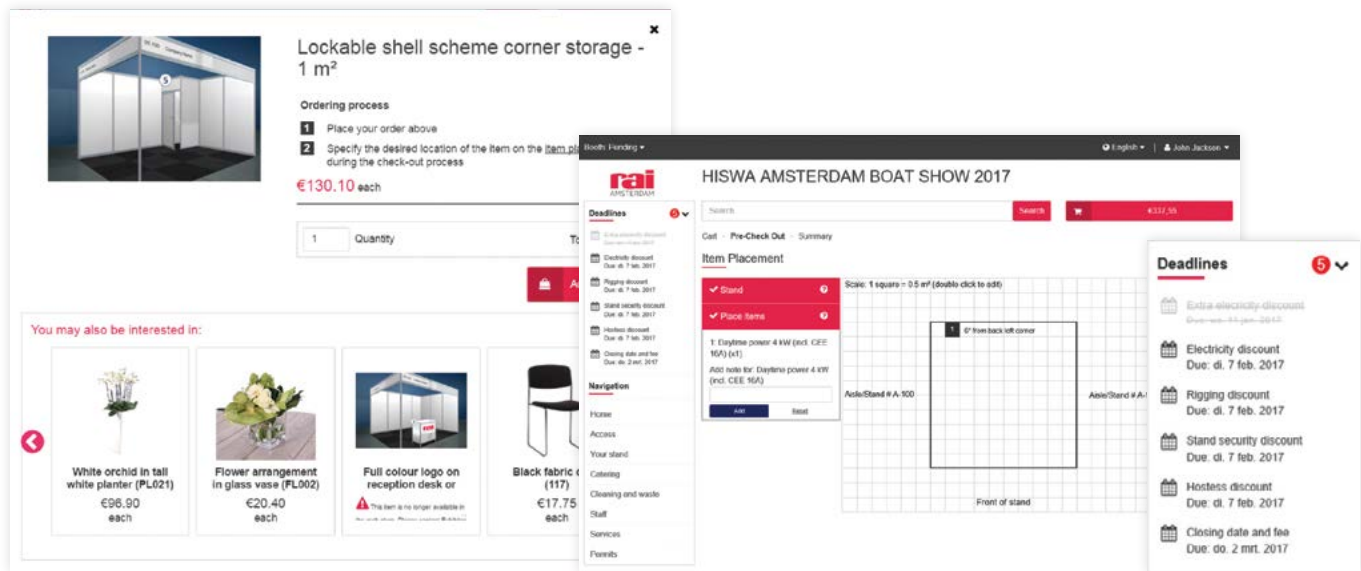 Lockable shell scheme corner storage -
1 m²
Ordering process
1 Place your order above
2 Specify the desired location of the item on the
during the check-out process
€130.10 each
1 Quantity
5
You may also be interested in:
White orchid in tall
white planter (PL021)
€96.90
each
Flower arrangement
in glass vase (FL002)
€20.40
each
Full colour logo on
reception desk or
This item is no longer available in
Black fabric
(117)
€17.75
each
Booth: Pending
English | John Jackson
rai
AMSTERDAM
HISWA AMSTERDAM BOAT SHOW 2017
Search Search €337,55
Cart - Pre-Check Out - Summary
Deadlines 5
Extra electricity discount
Electricity discount
Due: di. 7 feb. 2017
Rigging discount
Due: di. 7 feb. 2017
Stand security discount
Due: di. 7 feb. 2017
Hostess discount
Due: di. 7 feb. 2017
Closing date and fee
Due: do. 2 mrt. 2017
Navigation
Home
Access
Your stand
Catering
Cleaning and waste
Staff
Services
Permits
Item Placement
Stand
Place items
1: Daytime power 4 kW (incl. CEE
16A) (x1)
Add note for: Daytime power 4 kW
(incl. CEE 16A)
Add Reset
Scale: 1 square = 0.5 m² (double click to edit)
1 0" from back left corner
Aisle/Stand # A-100
Aisle/Stand # A-1
Front of stand
Deadlines 5
Extra elecricity discount
Due: wo. 11 jan. 2017
Electricity discount
Due: di. 7 feb. 2017
Rigging discount
Due: di. 7 feb. 2017
Stand security discount
Due: di. 7 feb. 2017
Hostess discount
Due: di. 7 feb. 2017
Closing date and fee
Due: do. 2 mrt. 2017